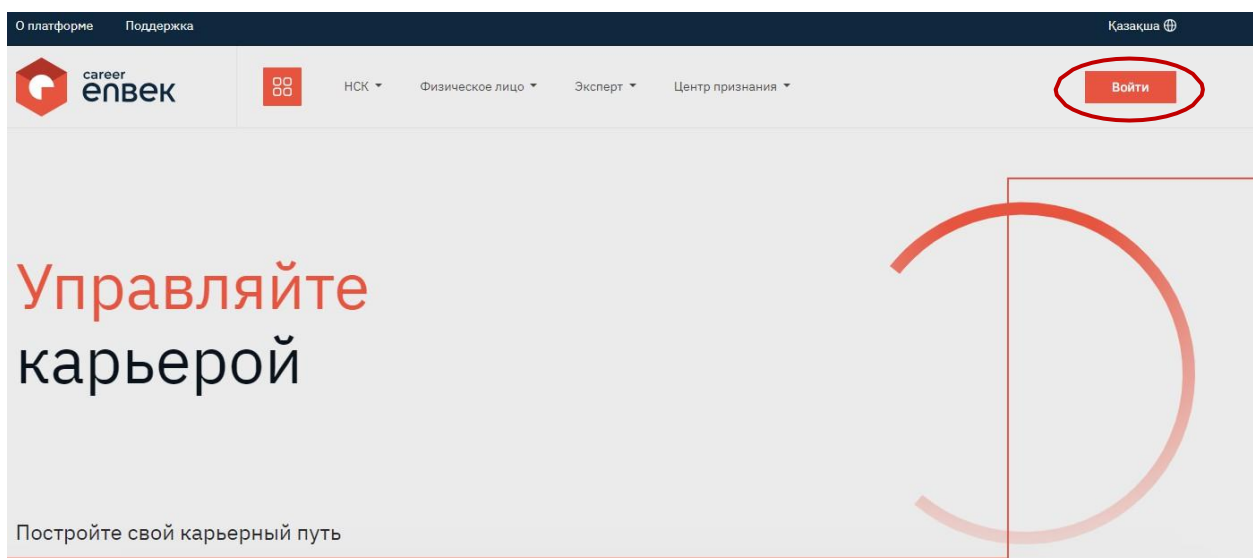 О платформе Поддержка Қазақша
career
enbek
НСК Физическое лицо Эксперт Центр признания Войти
Управляйте
карьерой
Постройте свой карьерный путь